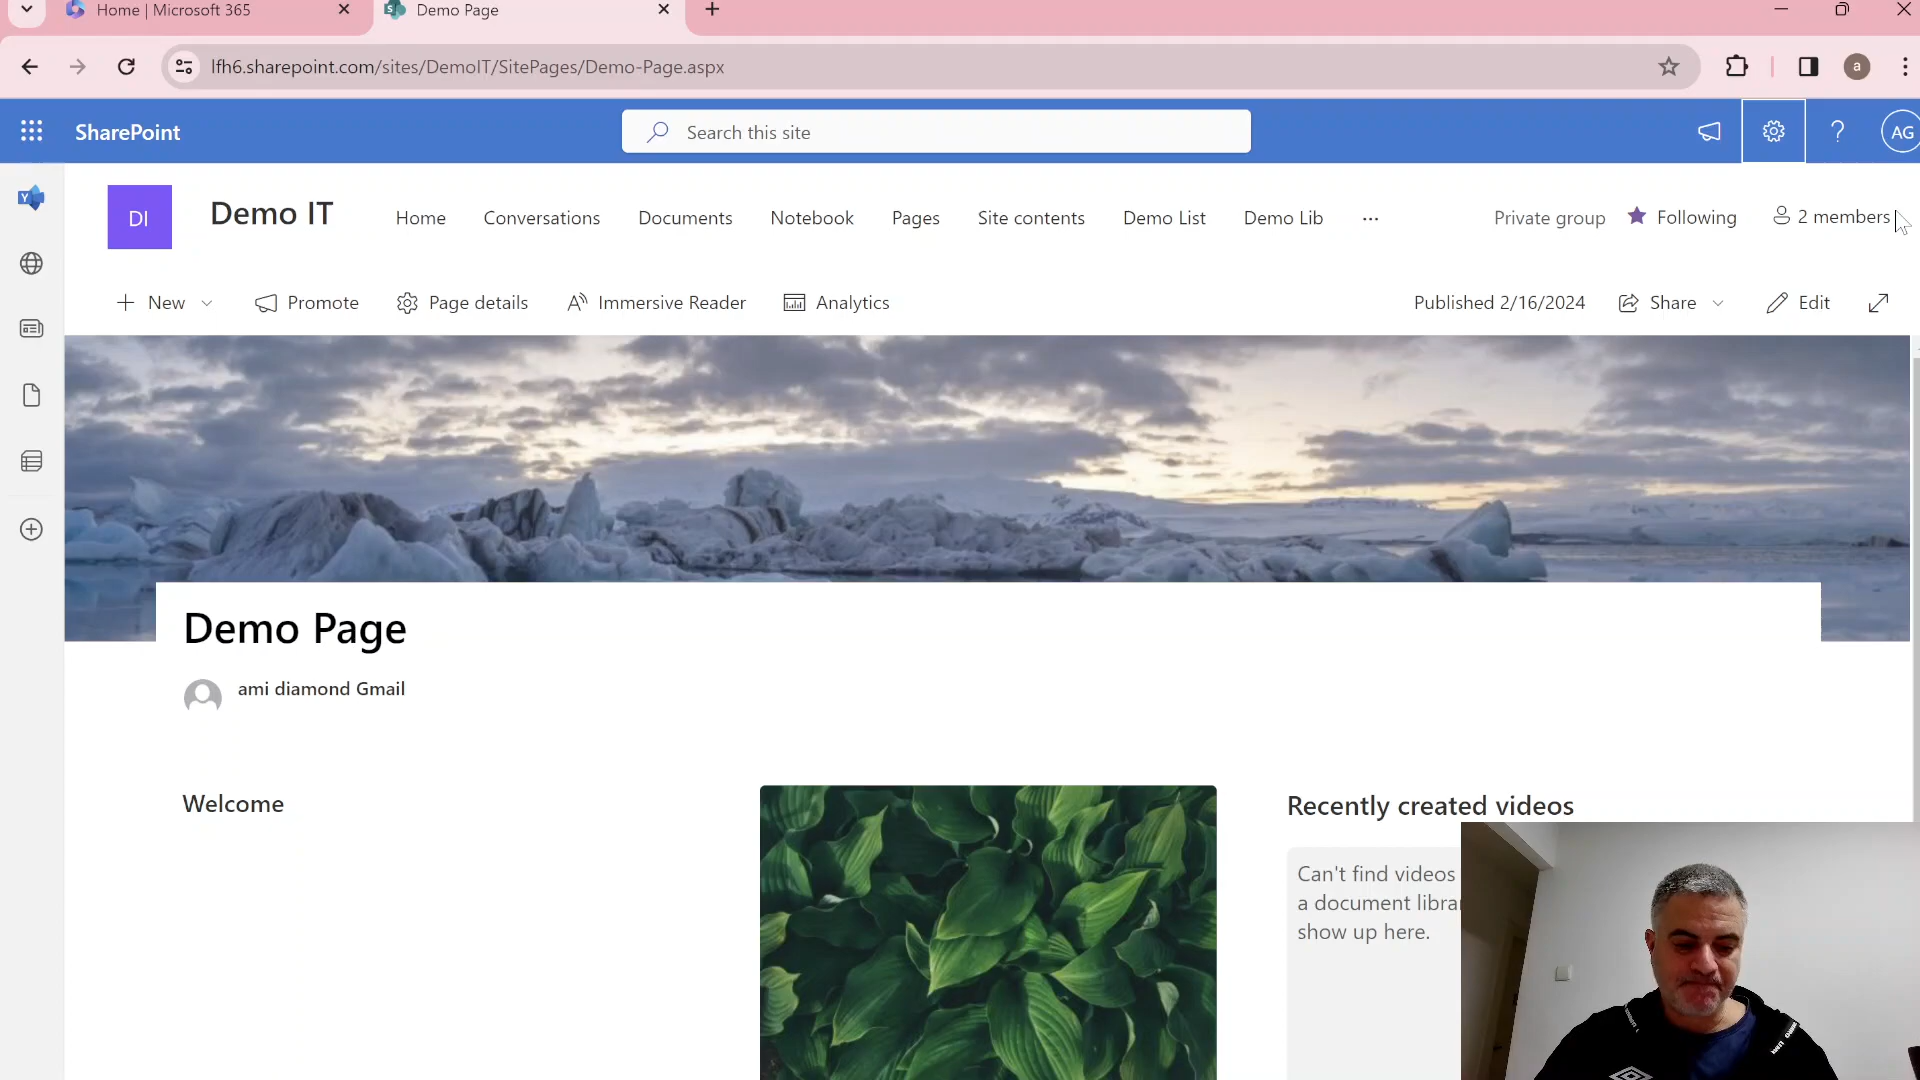 Home | Microsoft 365
Demo Page
lfh6.sharepoint.com/sites/DemoIT/SitePages/Demo-Page.aspx
a
SharePoint
Search this site
AG
DI
Demo IT
Home
Conversations
Documents
Notebook
Pages
Site contents
Demo List
Demo Lib
Private group
Following
2 members
New
Promote
Page details
Immersive Reader
Analytics
Published 2/16/2024
Share
Edit
Demo Page
ami diamond Gmail
Welcome
Recently created videos
Can't find videos
a document librar
show up here.